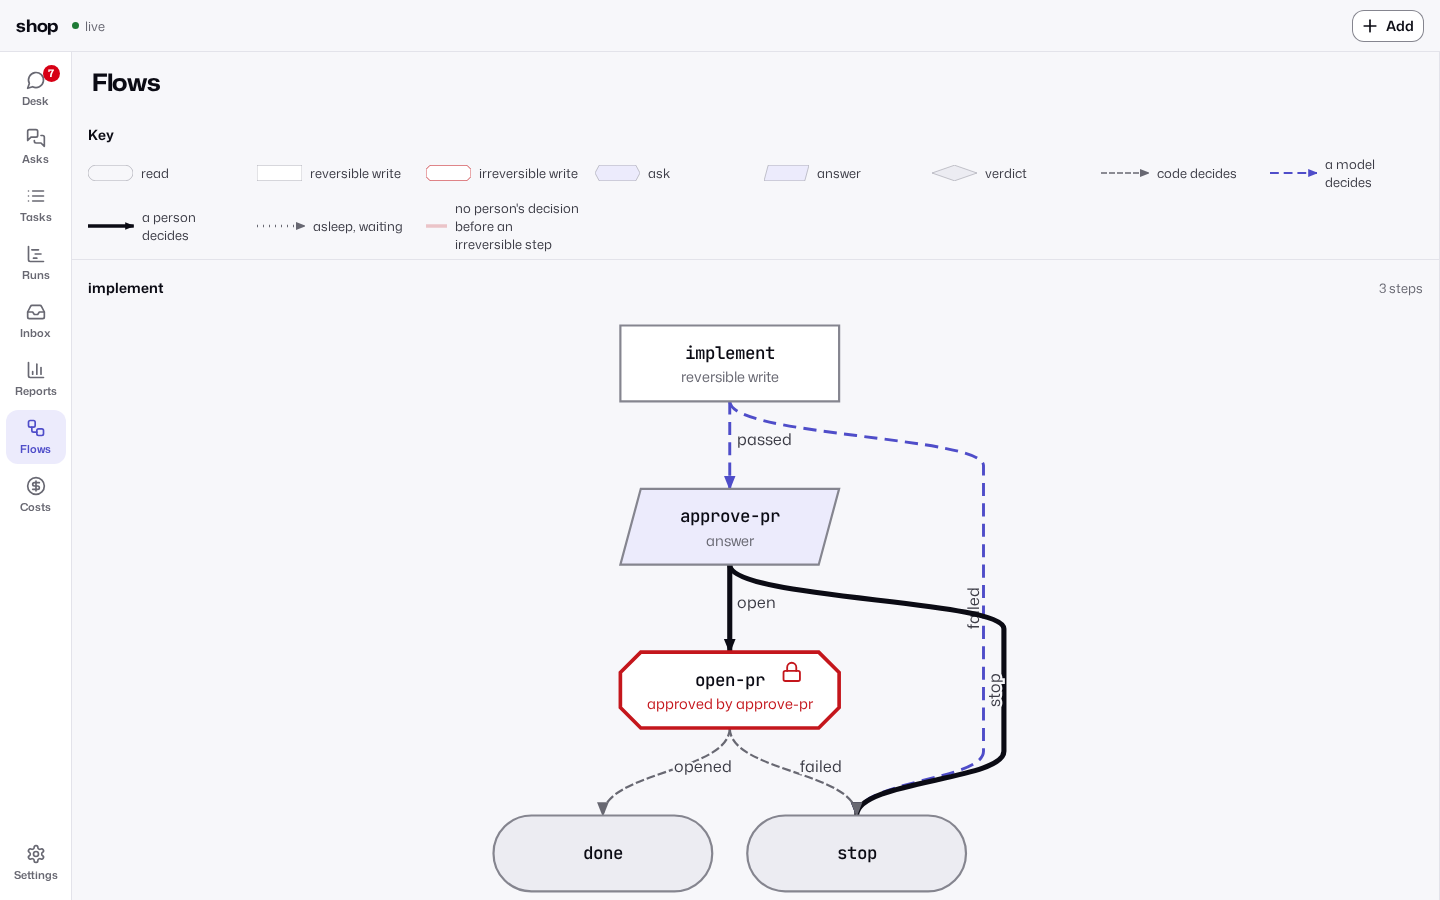 shop
live
Add
7
Desk
Asks
Tasks
Runs
Inbox
Reports
Flows
Costs
Settings
Flows
Key
read
reversible write
irreversible write
ask
answer
verdict
code decides
a model
decides
a person
decides
asleep, waiting
no person's decision
before an
irreversible step
implement
3 steps
implement
reversible write
passed
approve-pr
answer
failed
open
open-pr
approved by approve-pr
stop
opened
failed
done
stop